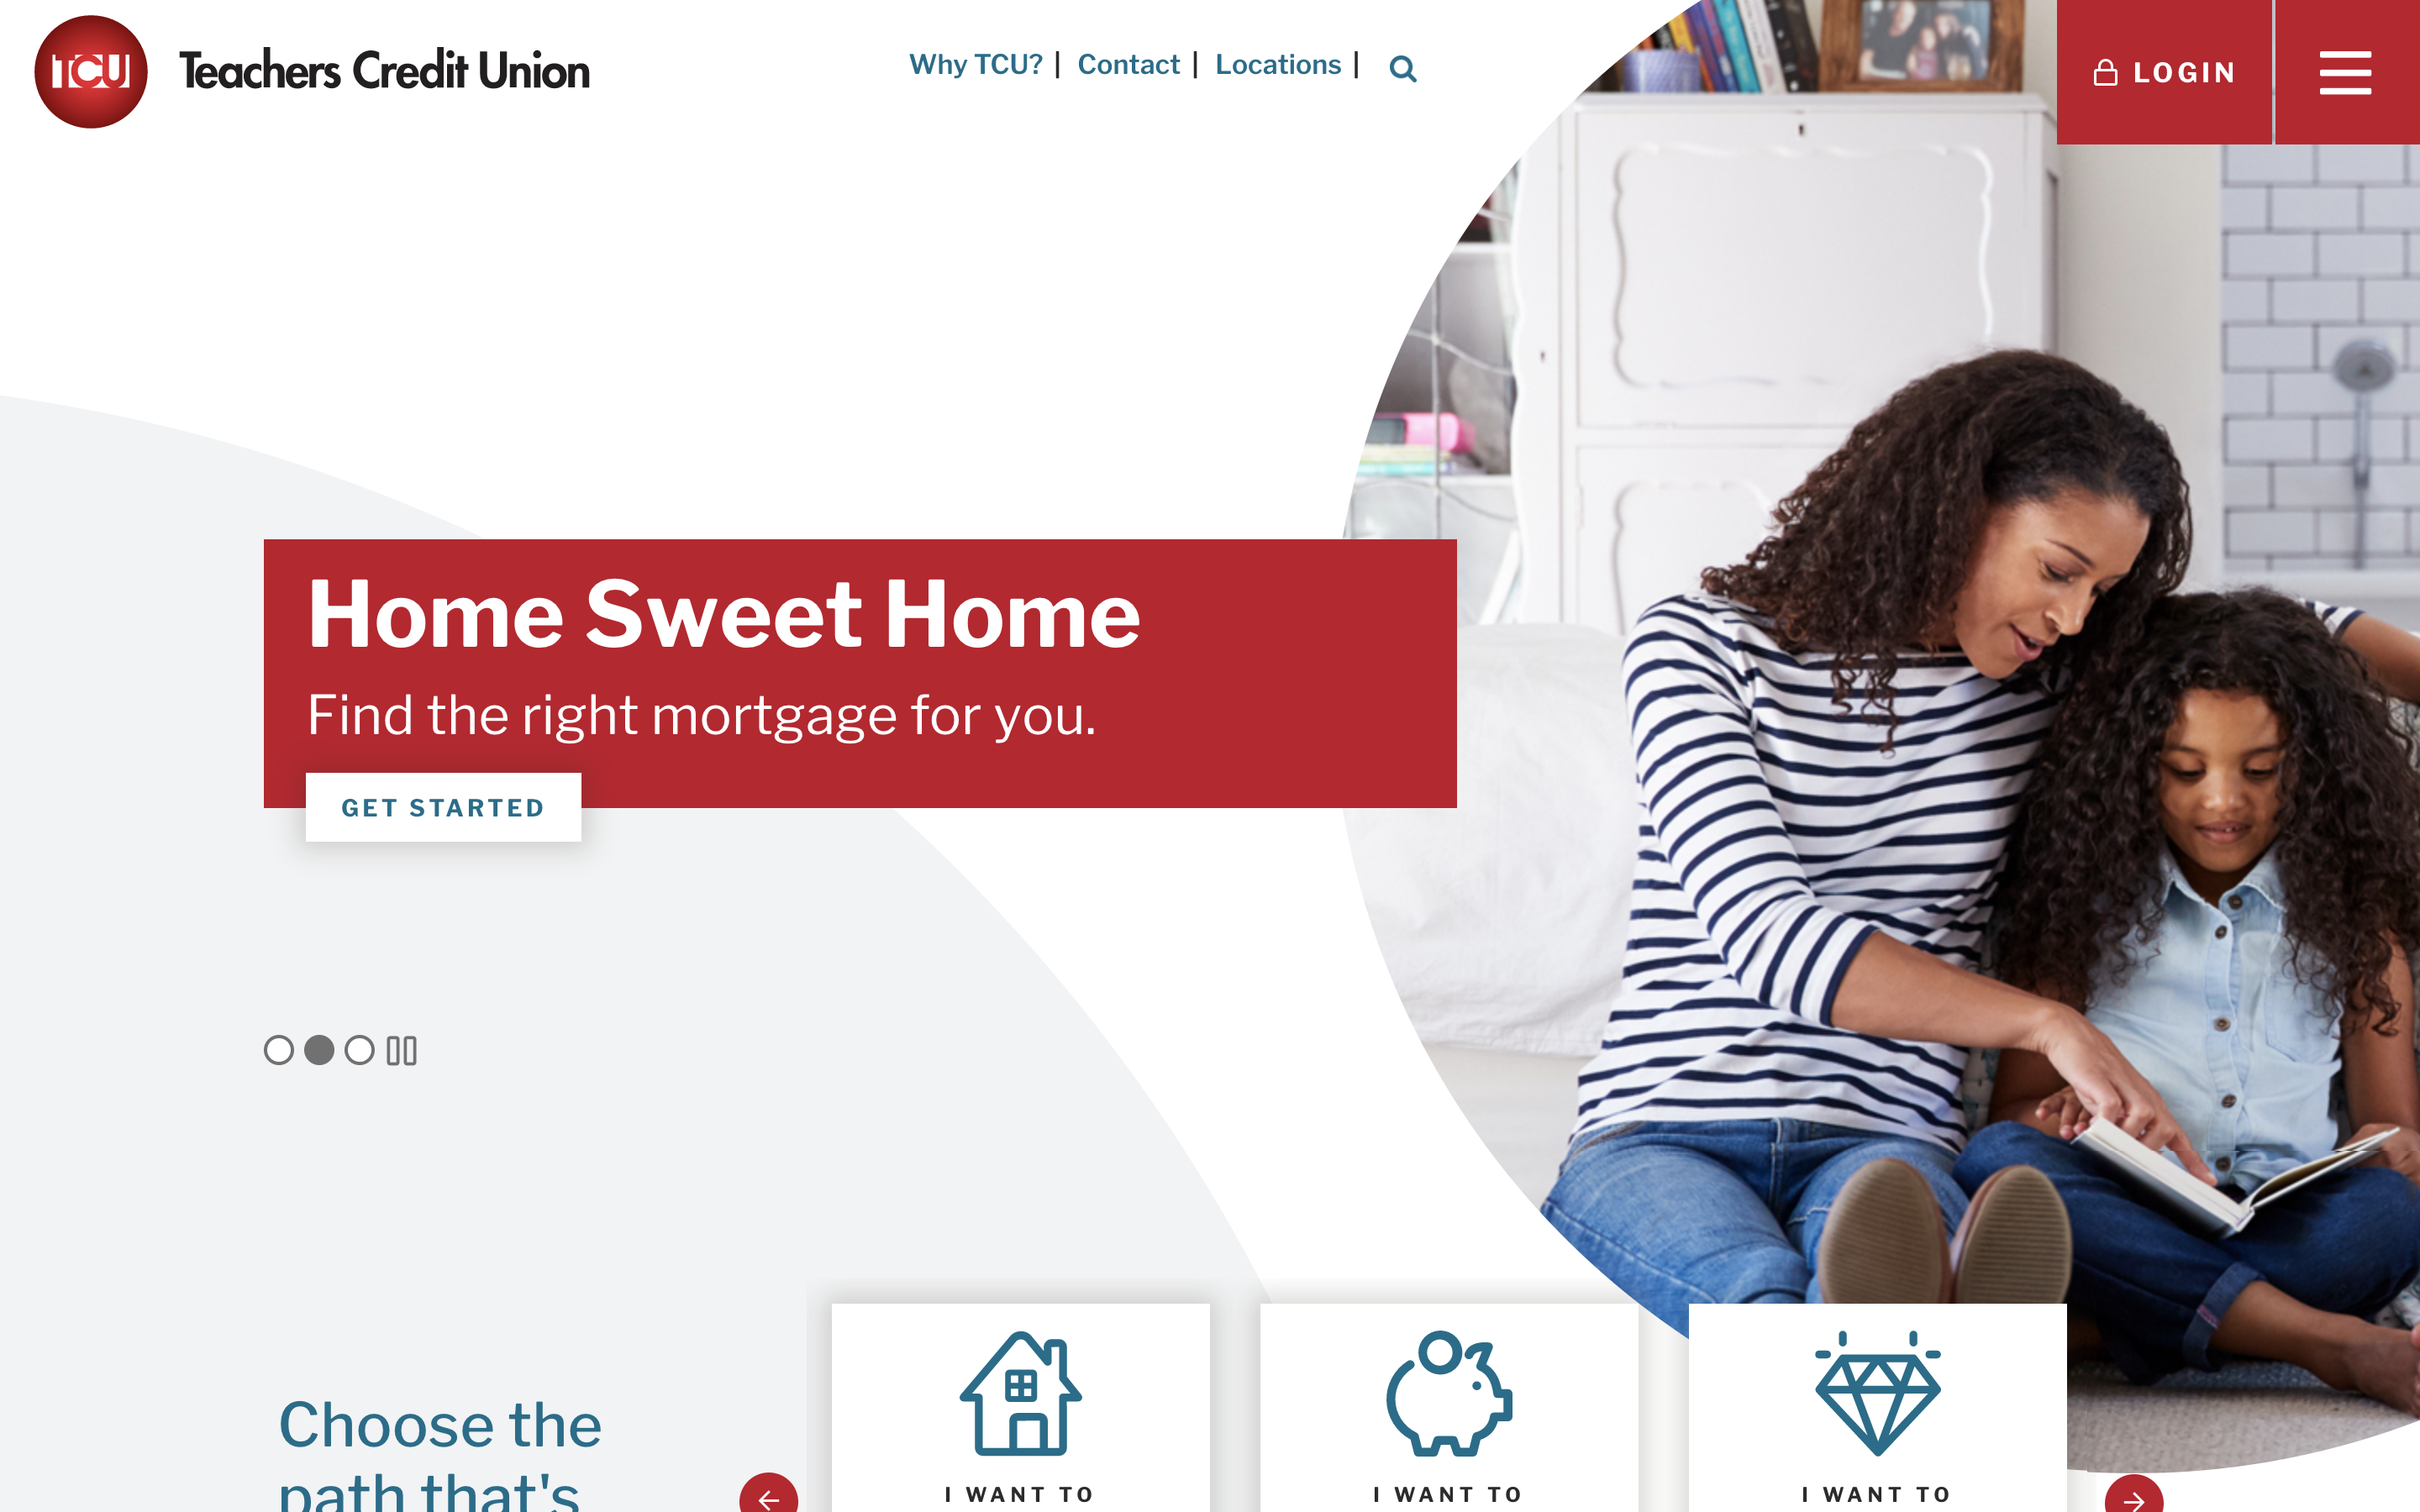 TCU Teachers Credit Union
Why TCU? | Contact | Locations |
LOGIN
Home Sweet Home
Find the right mortgage for you.
GET STARTED
Choose the
path that's
I WANT TO
I WANT TO
I WANT TO